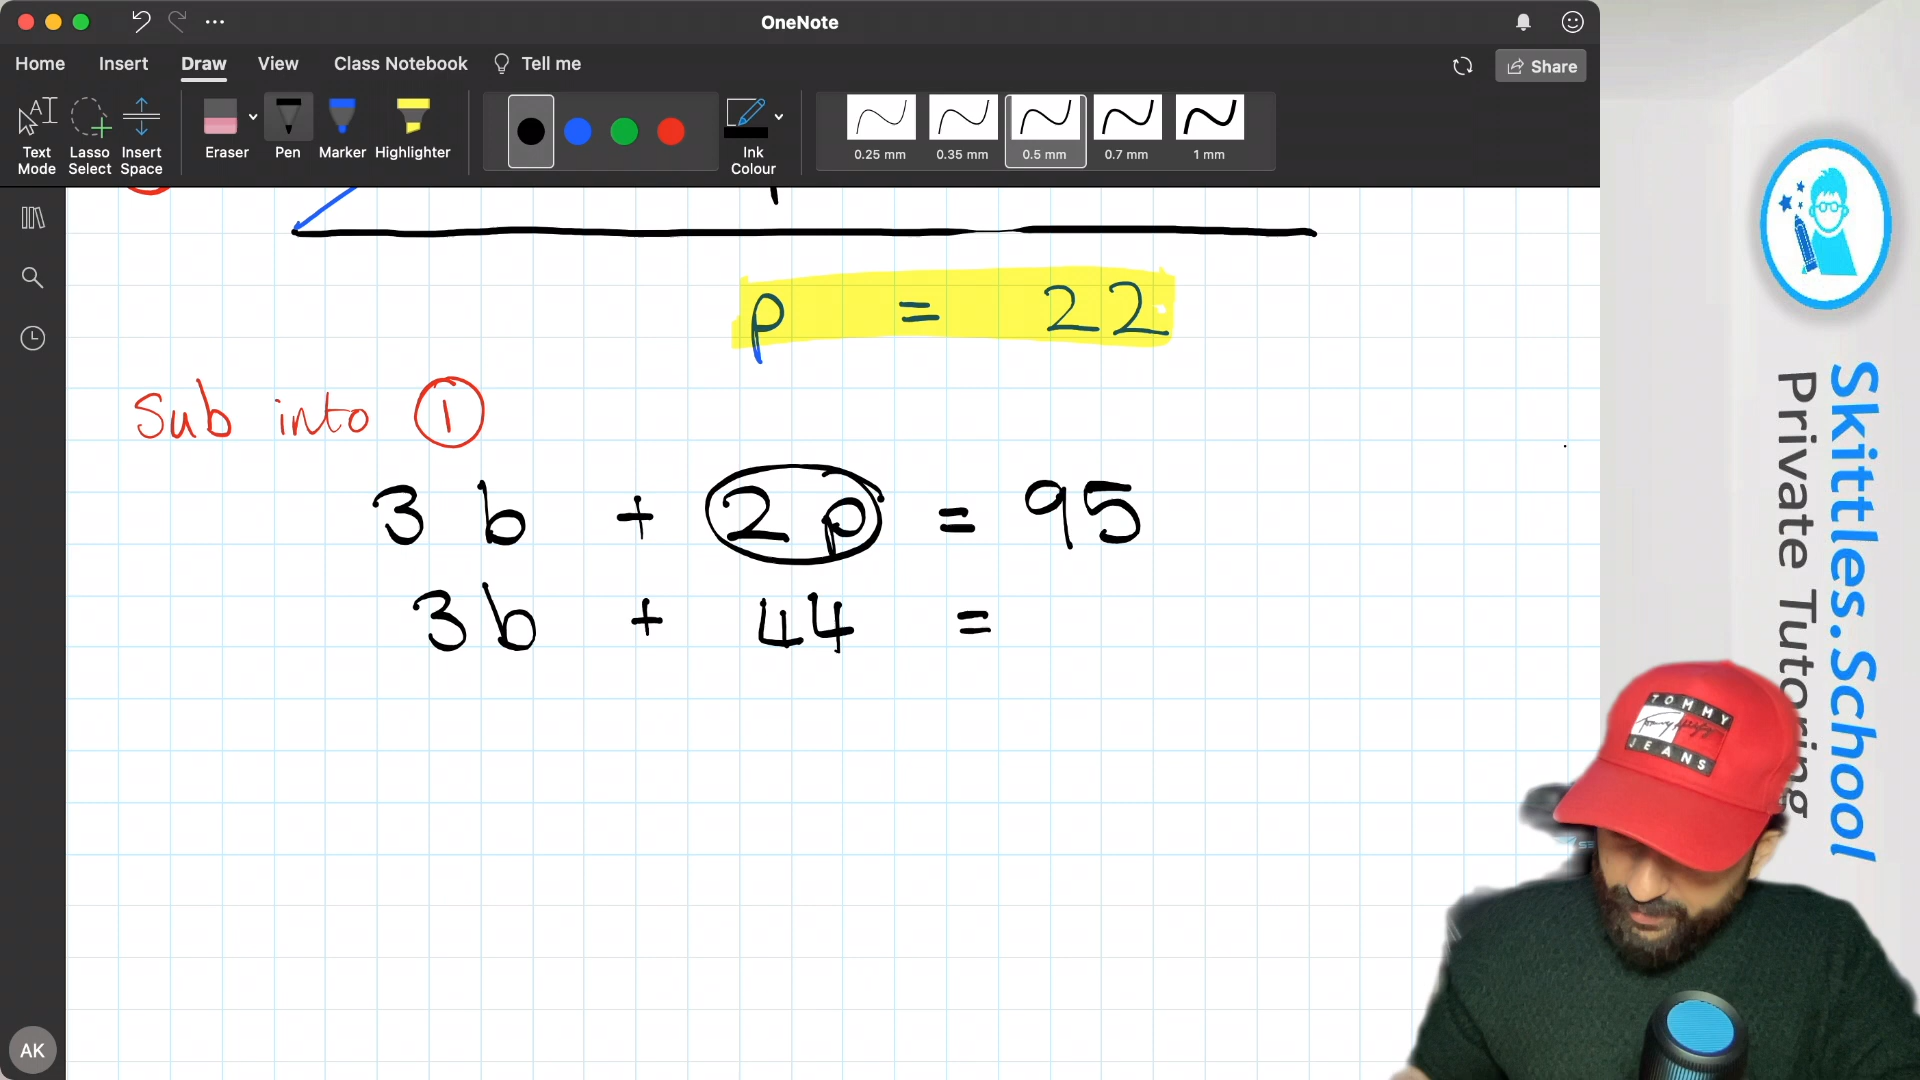 OneNote
Home Insert Draw View Class Notebook Tell me
Share
Text Mode
Lasso Select
Insert Space
Eraser
Pen
Marker
Highlighter
Ink Colour
0.25 mm
0.35 mm
0.5 mm
0.7 mm
1 mm
p = 22
Sub into ①
3b + 2p = 95
3b + 44 =
AK
Skittles.School
Private Tutoring
TOMMY
JEANS